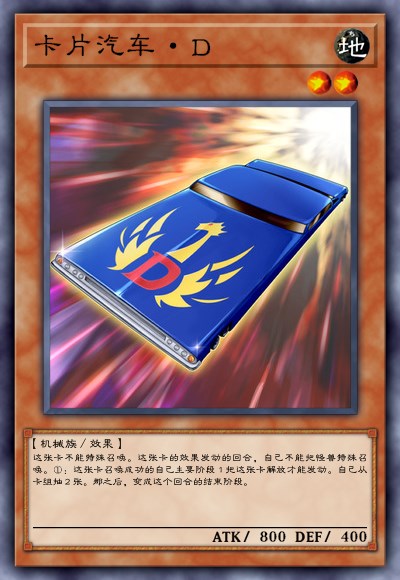 卡片汽车・D
地
D
【机械族／效果】
这张卡不能特殊召唤。这张卡的效果发动的回合，自己不能把怪兽特殊召
唤。①：这张卡召唤成功的自己主要阶段１把这张卡解放才能发动。自己从
卡组抽２张。那之后，变成这个回合的结束阶段。
ATK/ 800 DEF/ 400